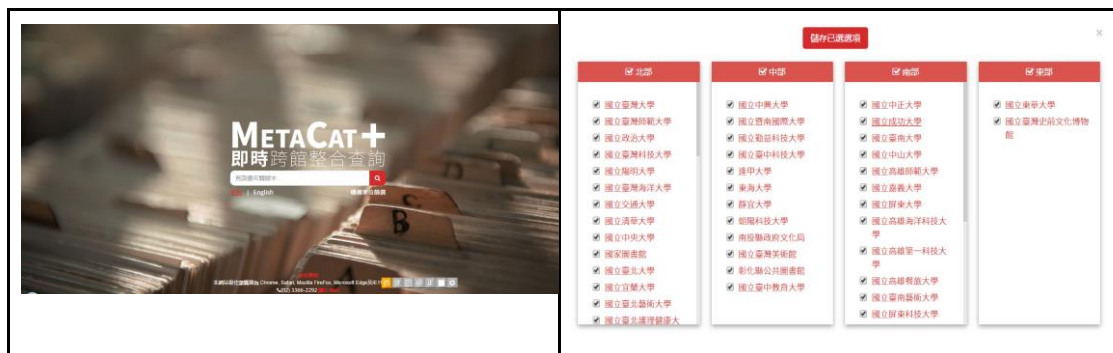 METACAT+
即時跨館整合查詢
English
B
(02) 3366-2292
儲存已選選項
×
北部
國立臺灣大學
國立臺灣師範大學
國立政治大學
國立臺灣科技大學
國立陽明大學
國立臺灣海洋大學
國立交通大學
國立清華大學
國立中央大學
國家圖書館
國立臺北大學
國立宜蘭大學
國立臺北藝術大學
國立臺北護理健康大
中部
國立中興大學
國立暨南國際大學
國立勤益科技大學
國立臺中科技大學
逢甲大學
東海大學
靜宜大學
朝陽科技大學
南投縣政府文化局
國立臺灣美術館
彰化縣公共圖書館
國立臺中教育大學
南部
國立中正大學
國立成功大學
國立臺南大學
國立中山大學
國立高雄師範大學
國立嘉義大學
國立屏東大學
國立高雄海洋科技大
學
國立高雄第一科技大
學
國立高雄餐旅大學
國立臺南藝術大學
國立屏東科技大學
東部
國立東華大學
國立臺灣史前文化博物
館